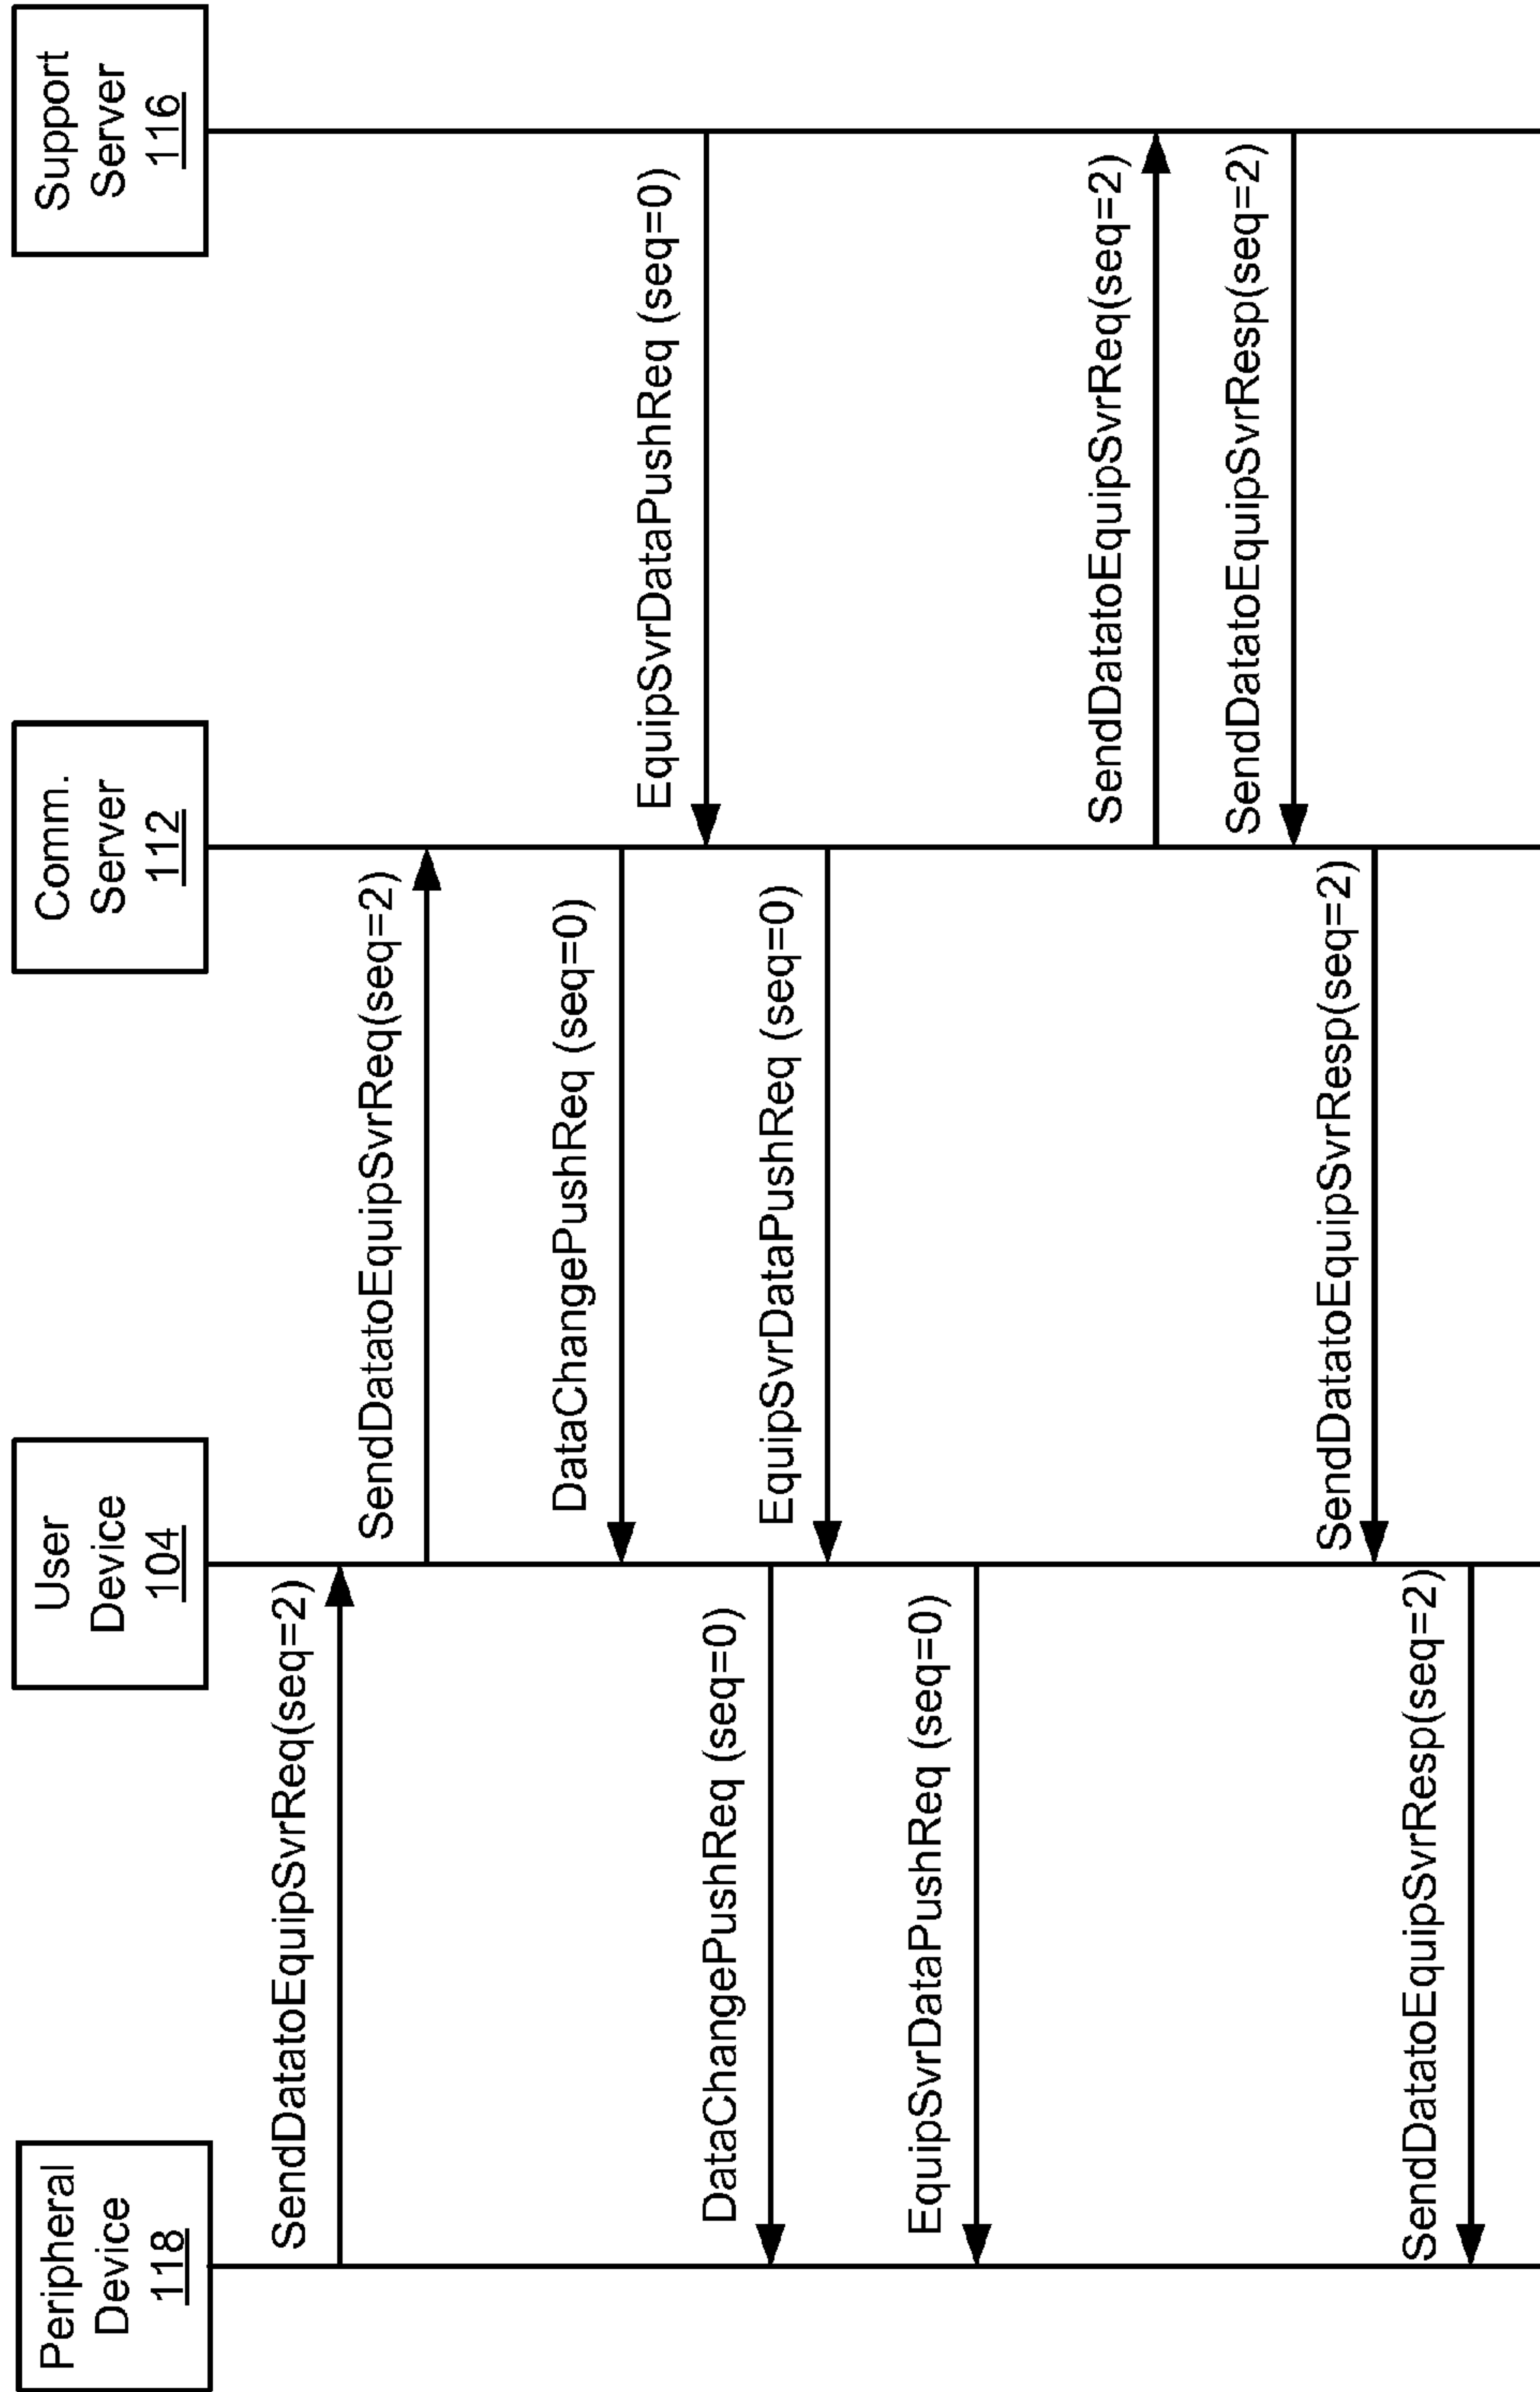 Peripheral
Device
118
User
Device
104
Comm.
Server
112
Support
Server
116
SendDatatoEquipSvrReq(seq=2)
SendDatatoEquipSvrReq(seq=2)
DataChangePushReq (seq=0)
EquipSvrDataPushReq (seq=0)
DataChangePushReq (seq=0)
EquipSvrDataPushReq (seq=0)
EquipSvrDataPushReq (seq=0)
SendDatatoEquipSvrReq(seq=2)
SendDatatoEquipSvrResp(seq=2)
SendDatatoEquipSvrResp(seq=2)
SendDatatoEquipSvrResp(seq=2)